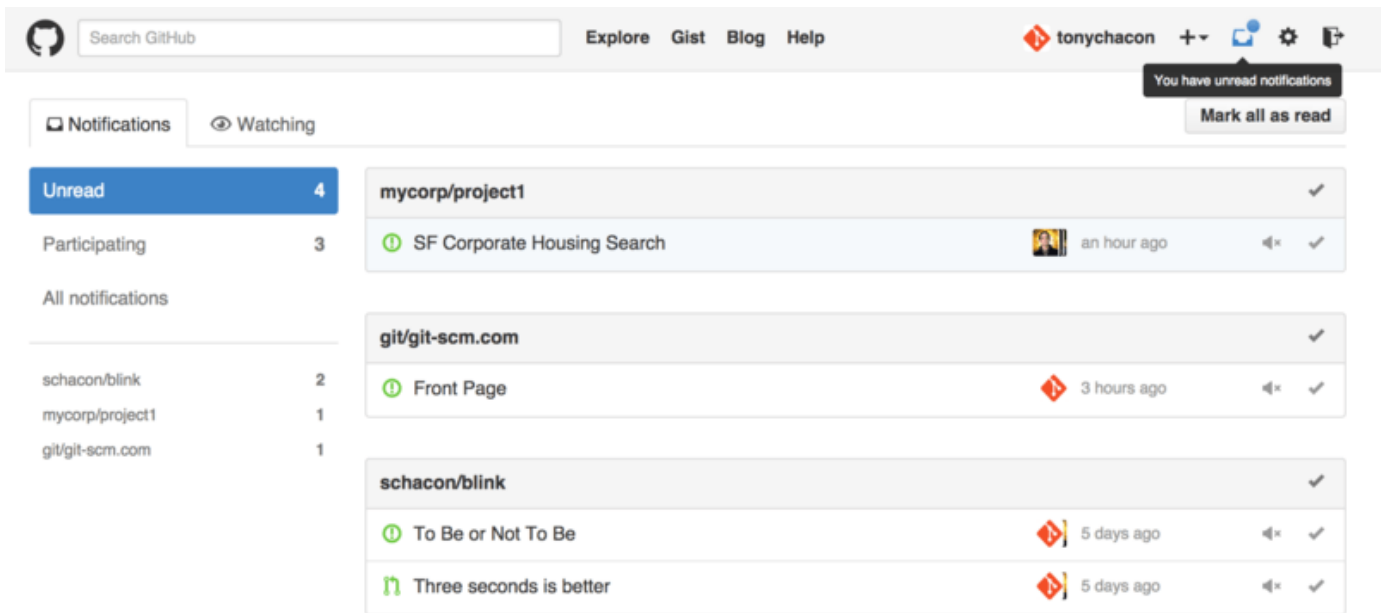 Search GitHub Explore Gist Blog Help tonychacon
You have unread notifications
Notifications Watching Mark all as read
Unread 4
Participating 3
All notifications
schacon/blink 2
mycorp/project1 1
git/git-scm.com 1
mycorp/project1
SF Corporate Housing Search an hour ago
git/git-scm.com
Front Page 3 hours ago
schacon/blink
To Be or Not To Be 5 days ago
Three seconds is better 5 days ago